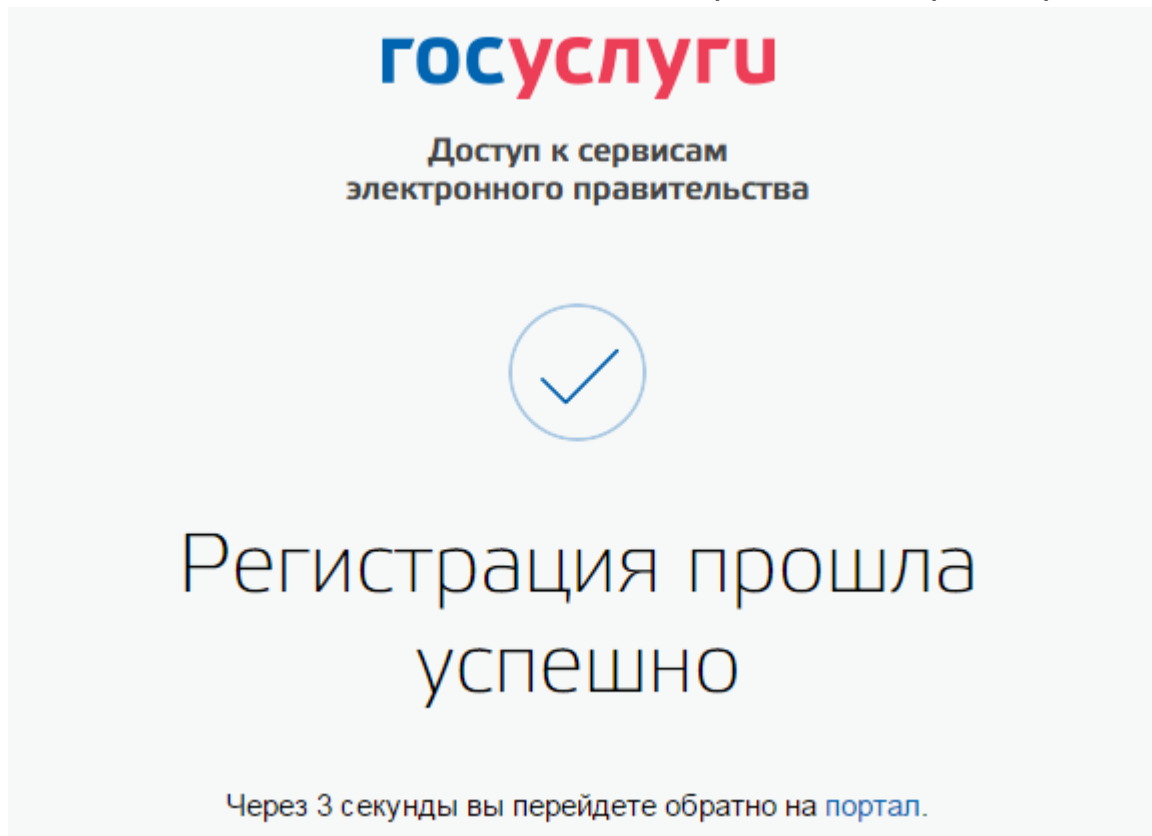 госуслуги
Доступ к сервисам
электронного правительства
Регистрация прошла
успешно
Через 3 секунды вы перейдете обратно на портал.